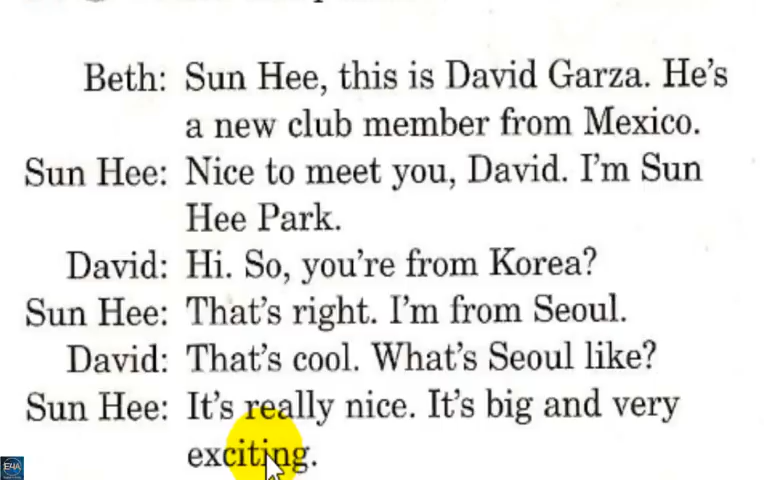 Beth: Sun Hee, this is David Garza. He's
a new club member from Mexico.
Sun Hee: Nice to meet you, David. I'm Sun
Hee Park.
David: Hi. So, you're from Korea?
Sun Hee: That's right. I'm from Seoul.
David: That's cool. What's Seoul like?
Sun Hee: It's really nice. It's big and very
exciting.
E4A